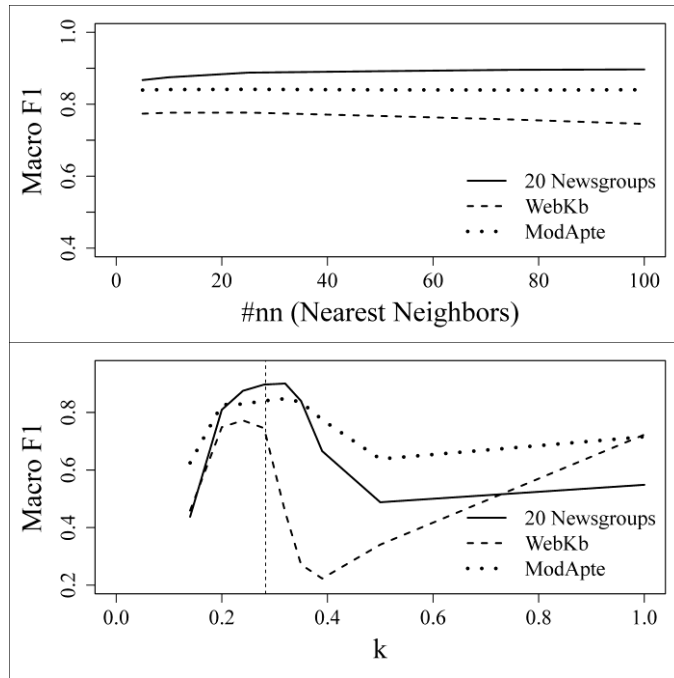 1.0
0.8
0.6
0.4
Macro F1
20 Newsgroups
WebKb
ModApte
0 20 40 60 80 100
#nn (Nearest Neighbors)
0.8
0.6
0.4
0.2
Macro F1
20 Newsgroups
WebKb
ModApte
0.0 0.2 0.4 0.6 0.8 1.0
k